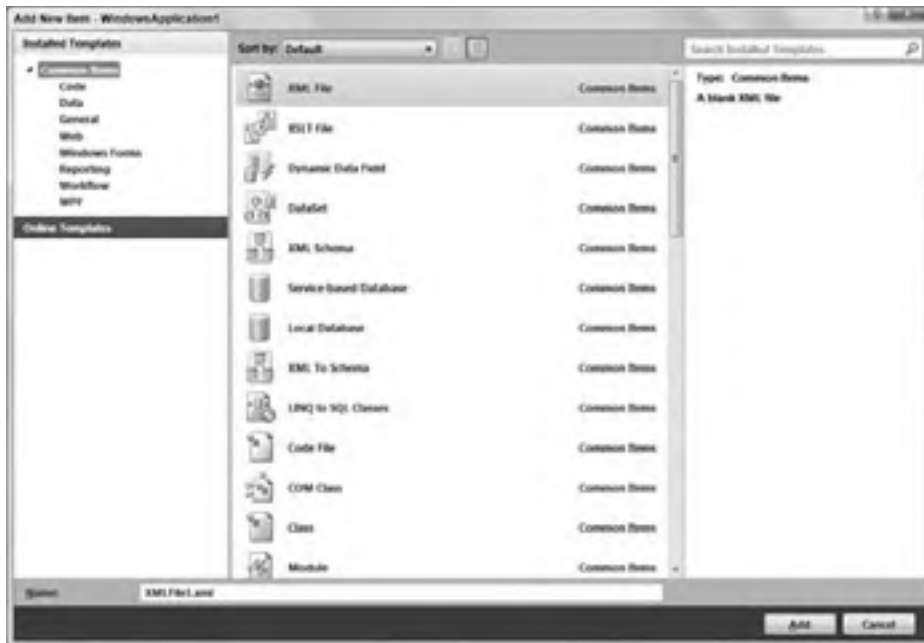 Add New Item - WindowsApplication1
Installed Templates
Common Items
Code
Data
General
Web
Windows Forms
Reporting
Workflow
WPF
Online Templates
Sort by: Default
XML File Common Items
XSLT File Common Items
Dynamic Data Field Common Items
DataSet Common Items
XML Schema Common Items
Service-based Database Common Items
Local Database Common Items
XML To Schema Common Items
LINQ to SQL Classes Common Items
Code File Common Items
COM Class Common Items
Class Common Items
Module Common Items
Search Installed Templates
Type: Common Items
A blank XML file
Name: XMLFile1.xml
Add Cancel